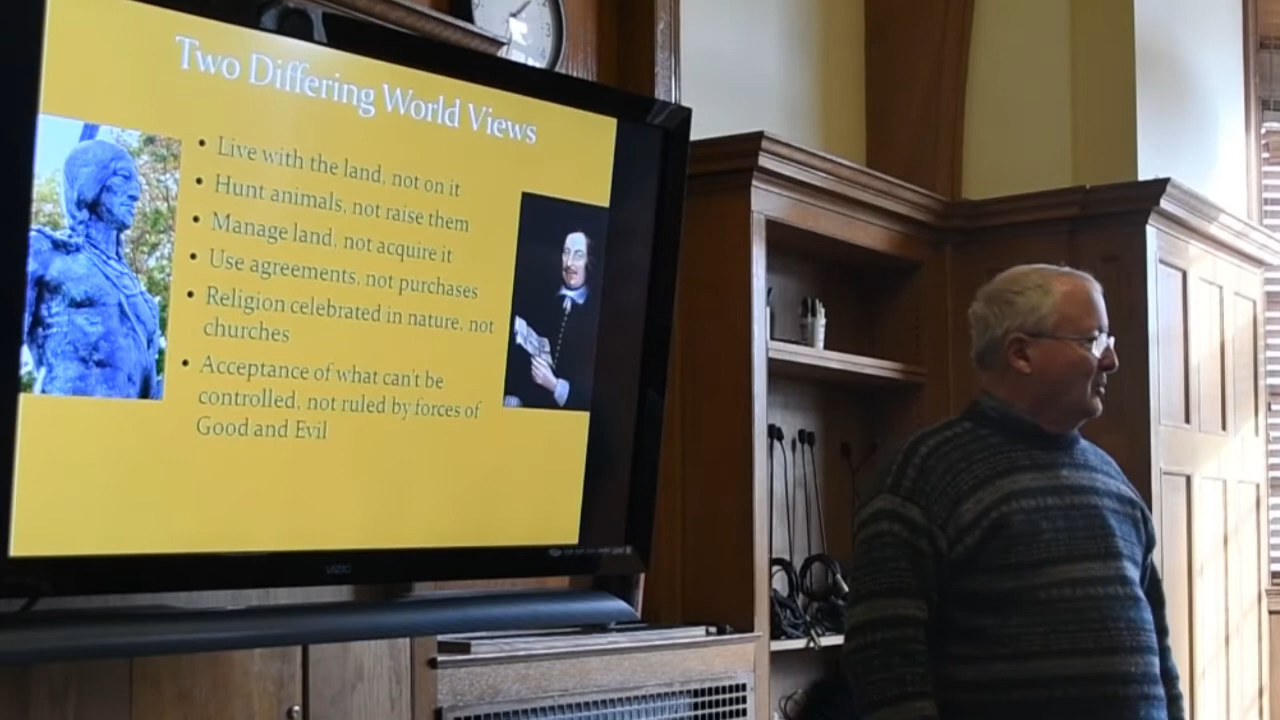 Two Differing World Views
• Live with the land, not on it
• Hunt animals, not raise them
• Manage land, not acquire it
• Use agreements, not purchases
• Religion celebrated in nature, not
churches
• Acceptance of what can't be
controlled, not ruled by forces of
Good and Evil
VIZIO